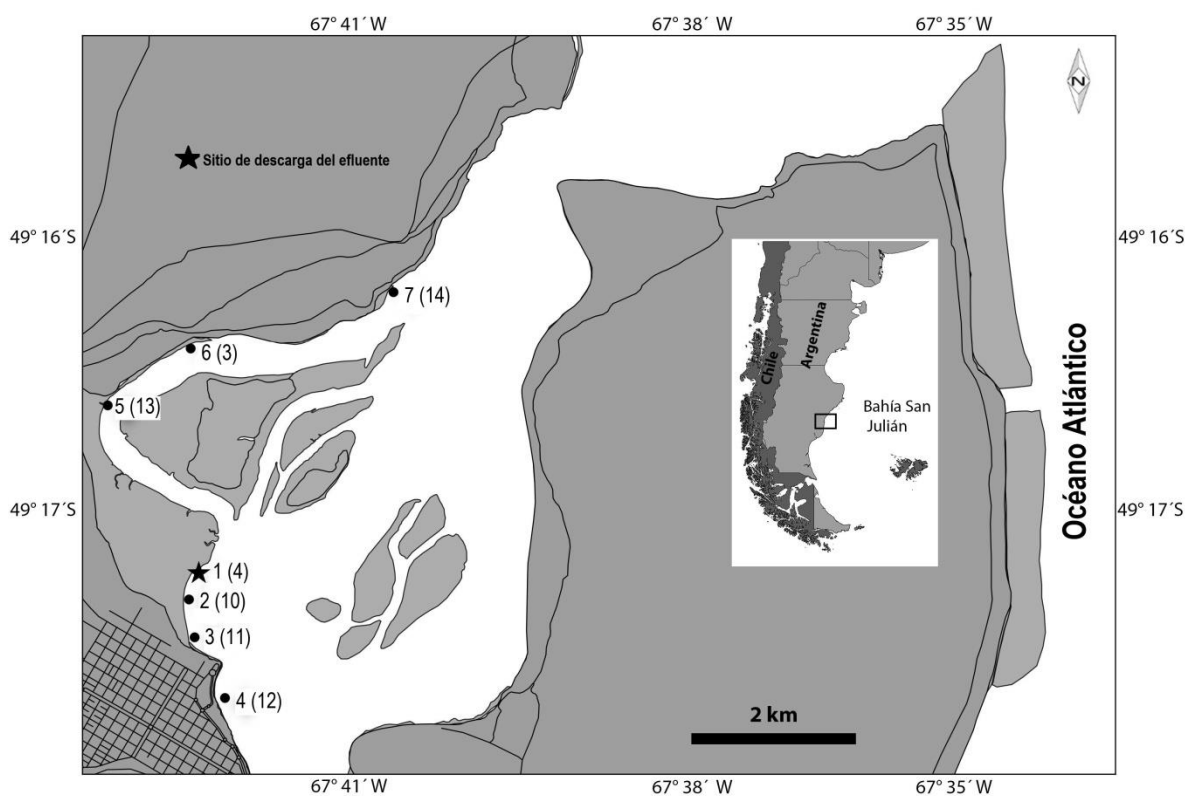 67° 41´ W
67° 38´ W
67° 35´ W
N
Sitio de descarga del efluente
49° 16´S
49° 16´S
7 (14)
6 (3)
5 (13)
Chile
Argentina
Bahía San
Julián
Océano Atlántico
49° 17´S
49° 17´S
1 (4)
2 (10)
3 (11)
4 (12)
2 km
67° 41´ W
67° 38´ W
67° 35´ W